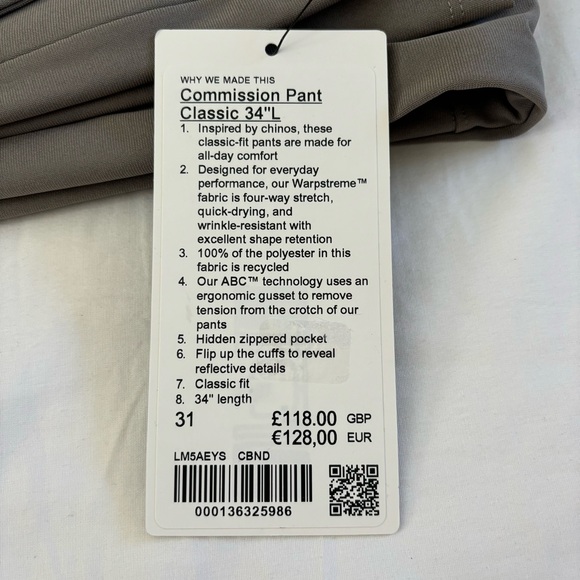 WHY WE MADE THIS
Commission Pant
Classic 34"L
1. Inspired by chinos, these
classic-fit pants are made for
all-day comfort
2. Designed for everyday
performance, our Warpstreme™
fabric is four-way stretch,
quick-drying, and
wrinkle-resistant with
excellent shape retention
3. 100% of the polyester in this
fabric is recycled
4. Our ABC™ technology uses an
ergonomic gusset to remove
tension from the crotch of our
pants
5. Hidden zippered pocket
6. Flip up the cuffs to reveal
reflective details
7. Classic fit
8. 34" length
31 £118.00 GBP
€128,00 EUR
LM5AEYS CBND
000136325986